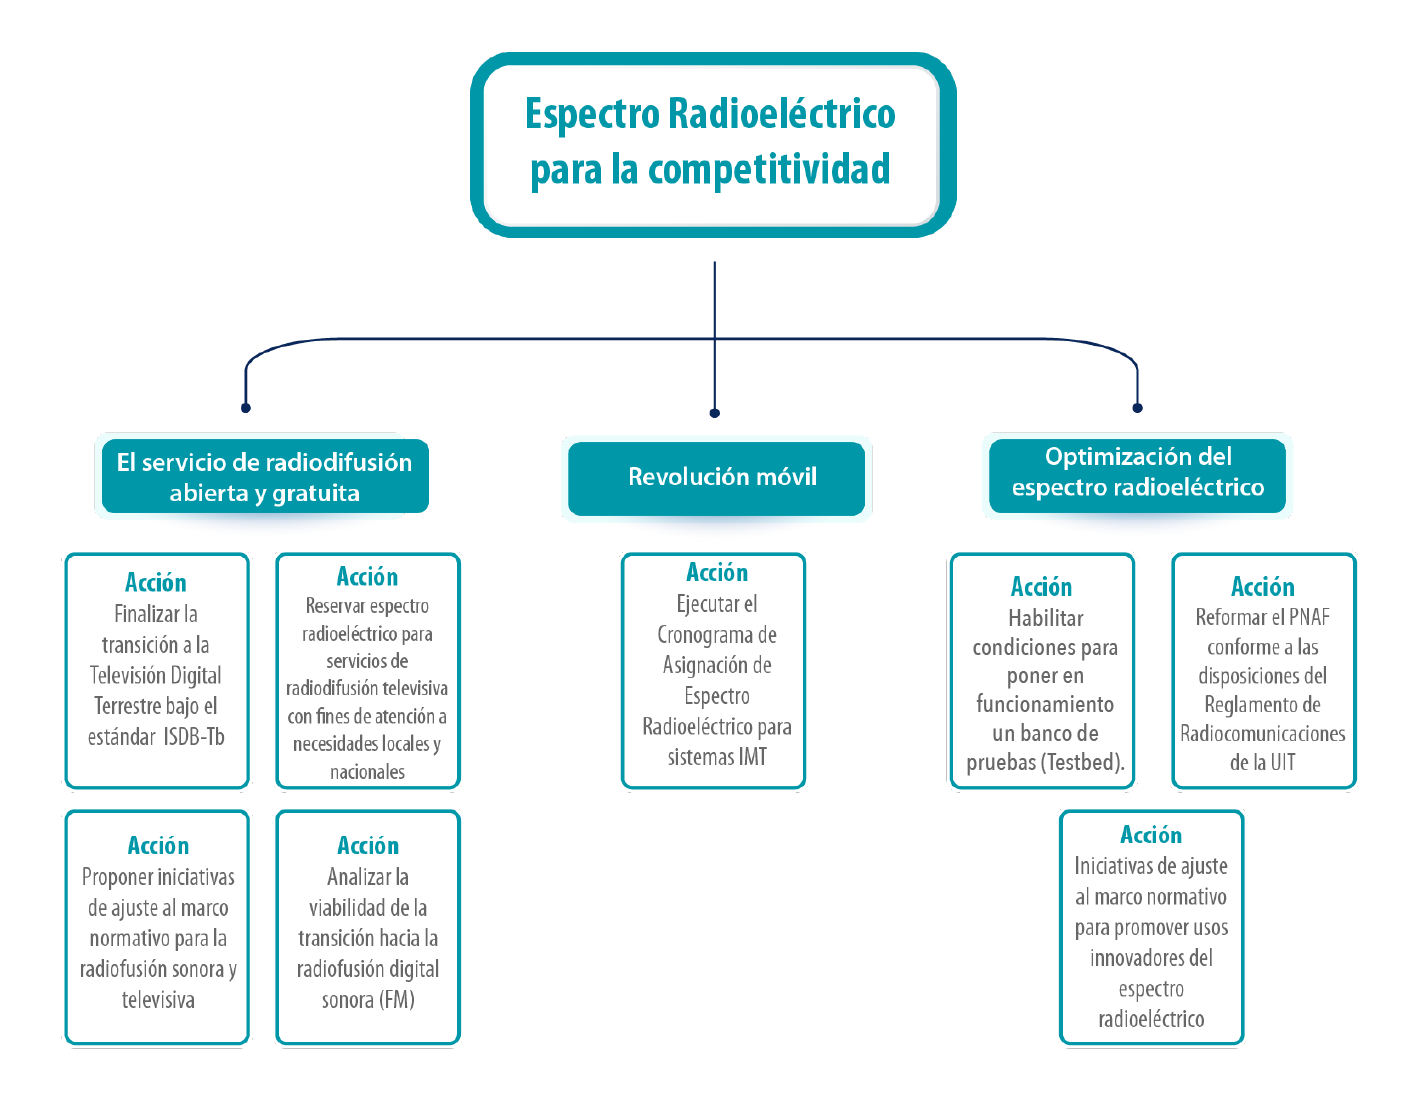 Espectro Radioeléctrico
para la competitividad
El servicio de radiodifusión
abierta y gratuita
Acción
Finalizar la
transición a la
Televisión Digital
Terrestre bajo el
estándar ISDB-Tb
Acción
Reservar espectro
radioeléctrico para
servicios de
radiodifusión televisiva
con fines de atención a
necesidades locales y
nacionales
Acción
Proponer iniciativas
de ajuste al marco
normativo para la
radiofusión sonora y
televisiva
Acción
Analizar la
viabilidad de la
transición hacia la
radiofusión digital
sonora (FM)
Revolución móvil
Acción
Ejecutar el
Cronograma de
Asignación de
Espectro
Radioeléctrico para
sistemas IMT
Optimización del
espectro radioeléctrico
Acción
Habilitar
condiciones para
poner en
funcionamiento
un banco de
pruebas (Testbed).
Acción
Reformar el PNAF
conforme a las
disposiciones del
Reglamento de
Radiocomunicaciones
de la UIT
Acción
Iniciativas de ajuste
al marco normativo
para promover usos
innovadores del
espectro
radioeléctrico